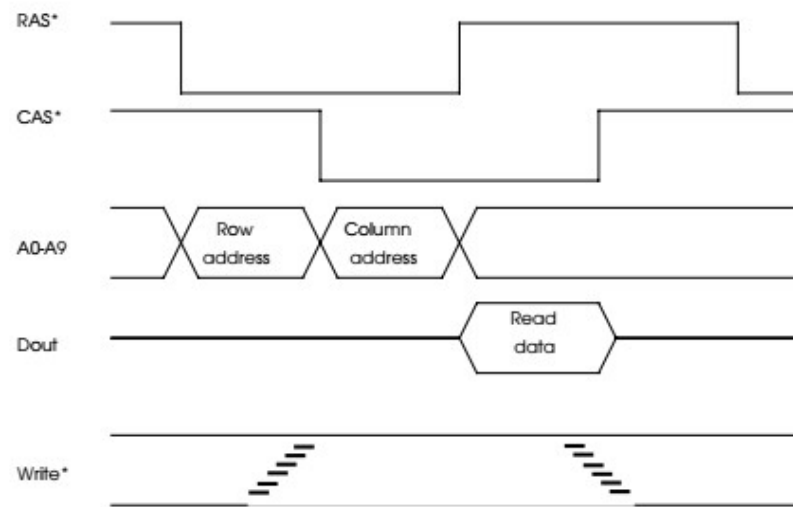 RAS*
CAS*
A0-A9
Row
address
Column
address
Dout
Read
data
Write*